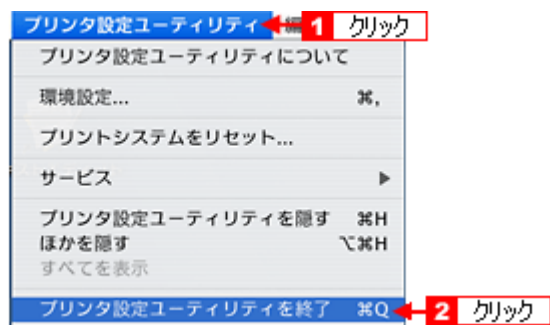 プリンタ設定ユーティリティ 1 クリック
プリンタ設定ユーティリティについて
環境設定... ⌘,
プリントシステムをリセット...
サービス ▶
プリンタ設定ユーティリティを隠す ⌘H
ほかを隠す ⌥⌘H
すべてを表示
プリンタ設定ユーティリティを終了 ⌘Q 2 クリック